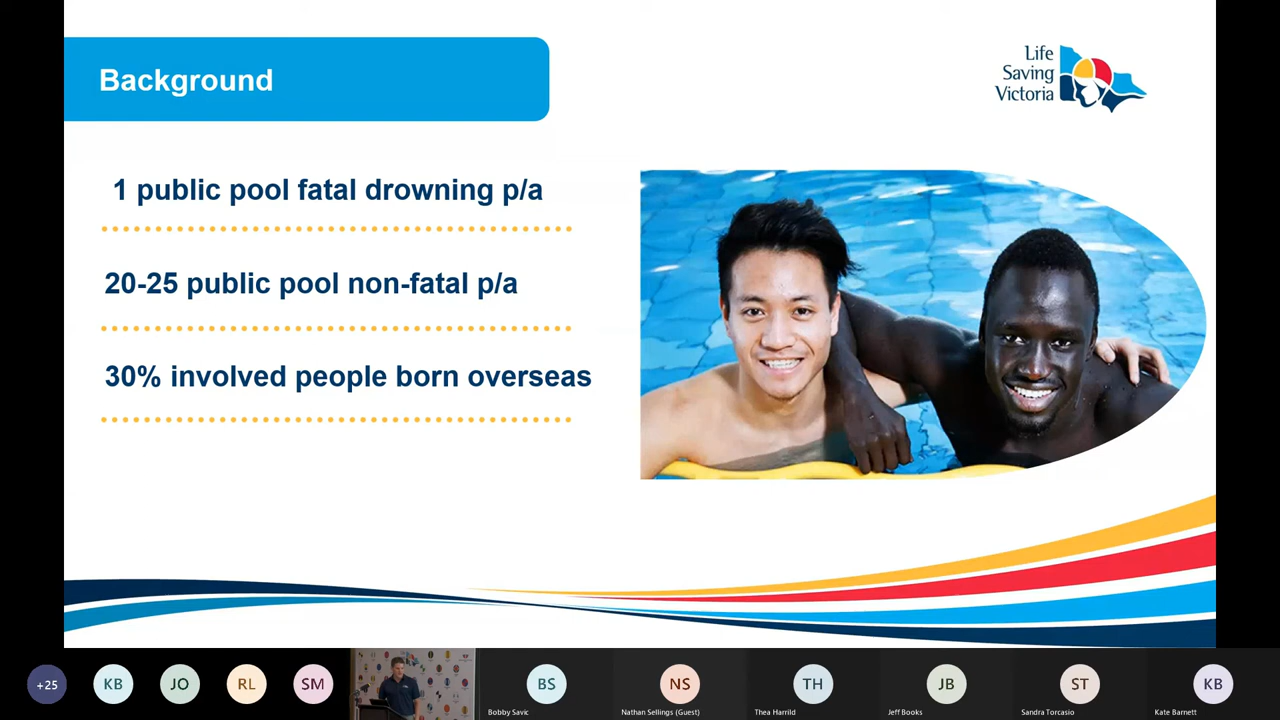 Background
Life
Saving
Victoria
1 public pool fatal drowning p/a
20-25 public pool non-fatal p/a
30% involved people born overseas
+25
KB
JO
RL
SM
BS
NS
TH
JB
ST
KB
Bobby Savic
Nathan Sellings (Guest)
Thea Harrild
Jeff Books
Sandra Torcasio
Kate Barnett